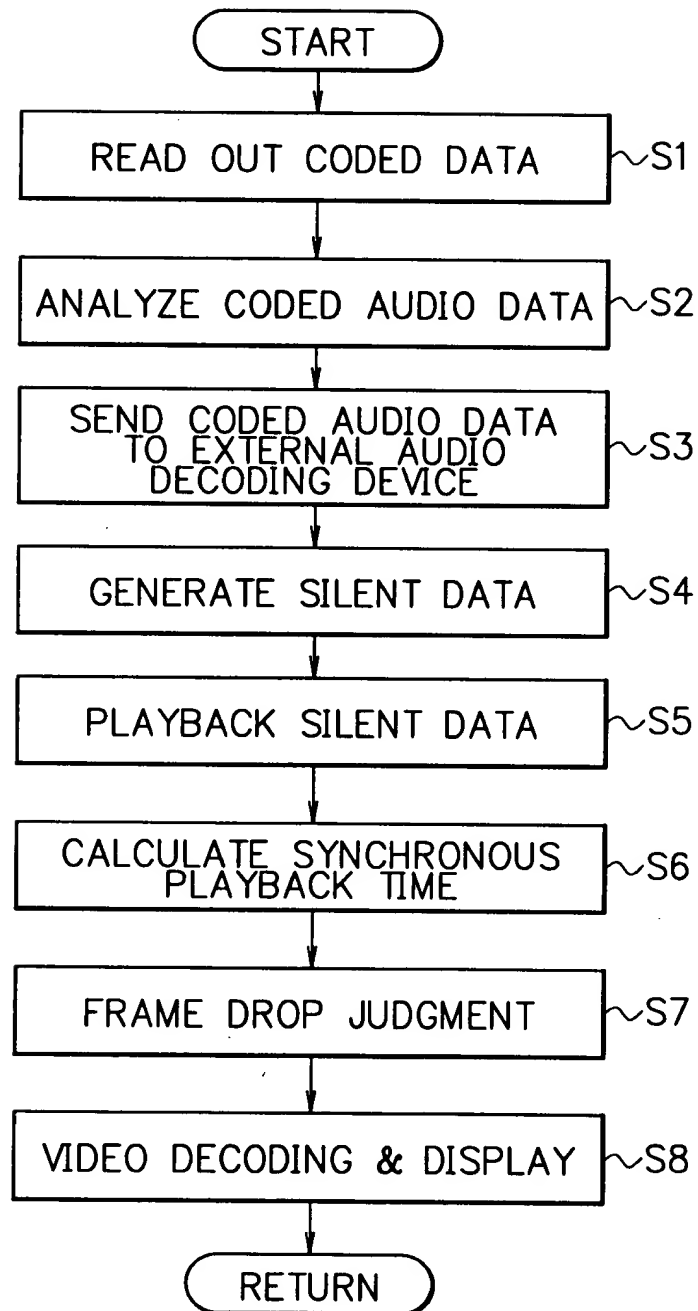 START
READ OUT CODED DATA
~S1
ANALYZE CODED AUDIO DATA
~S2
SEND CODED AUDIO DATA
TO EXTERNAL AUDIO
DECODING DEVICE
~S3
GENERATE SILENT DATA
~S4
PLAYBACK SILENT DATA
~S5
CALCULATE SYNCHRONOUS
PLAYBACK TIME
~S6
FRAME DROP JUDGMENT
~S7
VIDEO DECODING & DISPLAY
~S8
RETURN